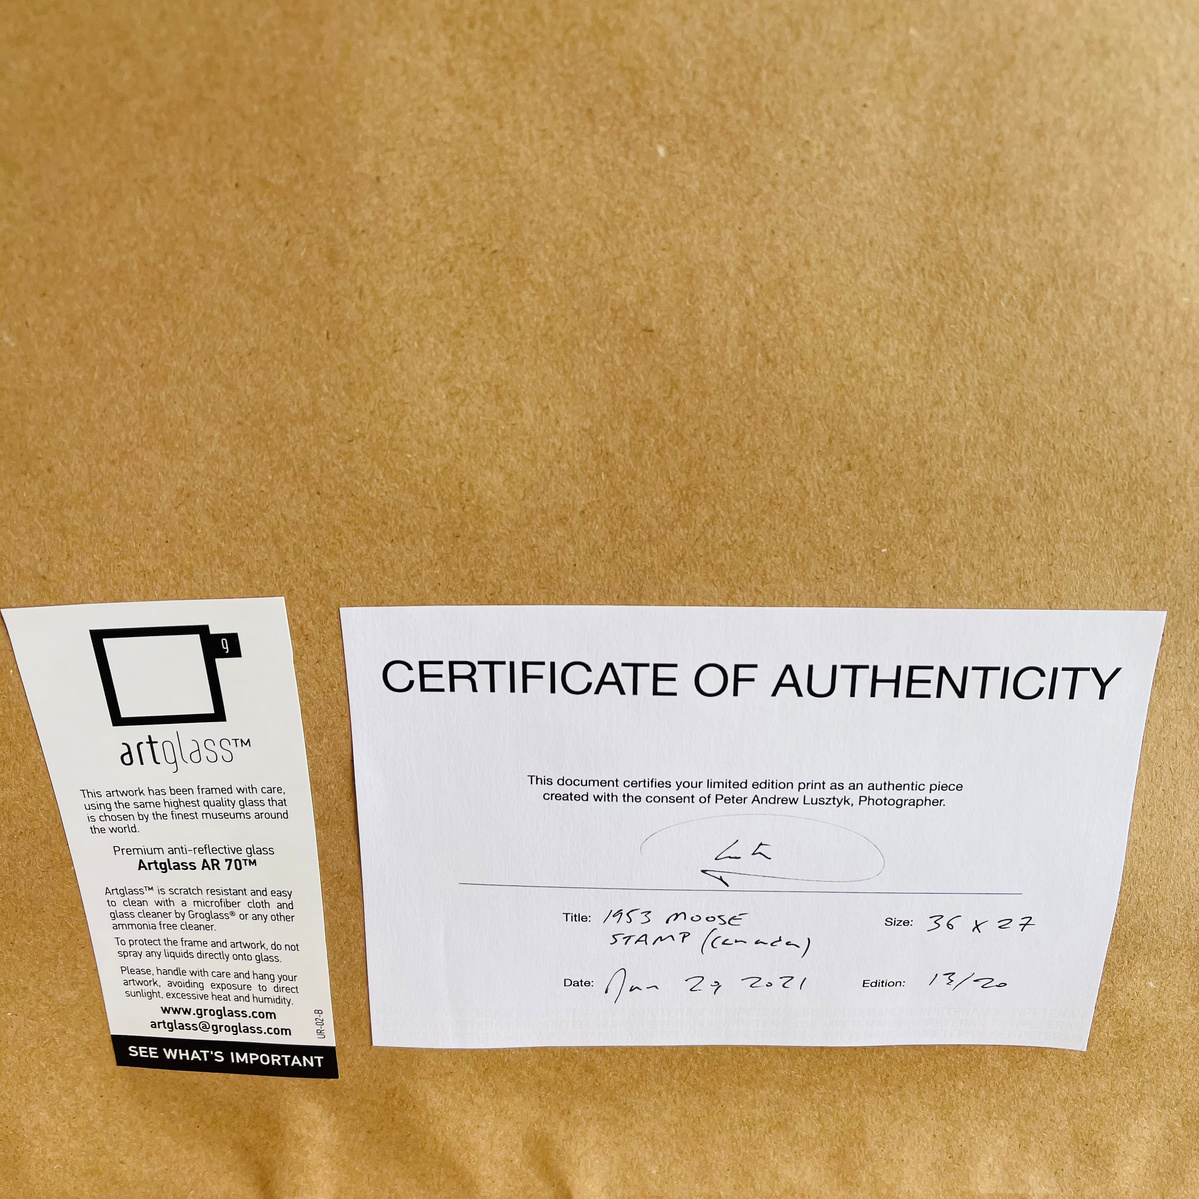 g
artglass™
This artwork has been framed with care,
using the same highest quality glass that
is chosen by the finest museums around
the world.
Premium anti-reflective glass
Artglass AR 70™
Artglass™ is scratch resistant and easy
to clean with a microfiber cloth and
glass cleaner by Groglass® or any other
ammonia free cleaner.
To protect the frame and artwork, do not
spray any liquids directly onto glass.
Please, handle with care and hang your
artwork, avoiding exposure to direct
sunlight, excessive heat and humidity.
www.groglass.com
artglass@groglass.com
UR-02-B
SEE WHAT'S IMPORTANT
CERTIFICATE OF AUTHENTICITY
This document certifies your limited edition print as an authentic piece
created with the consent of Peter Andrew Lusztyk, Photographer.
Title: 1953 MOOSE
STAMP (Canada)
Size: 36 x 27
Date: 29 2021
Edition: 13/20